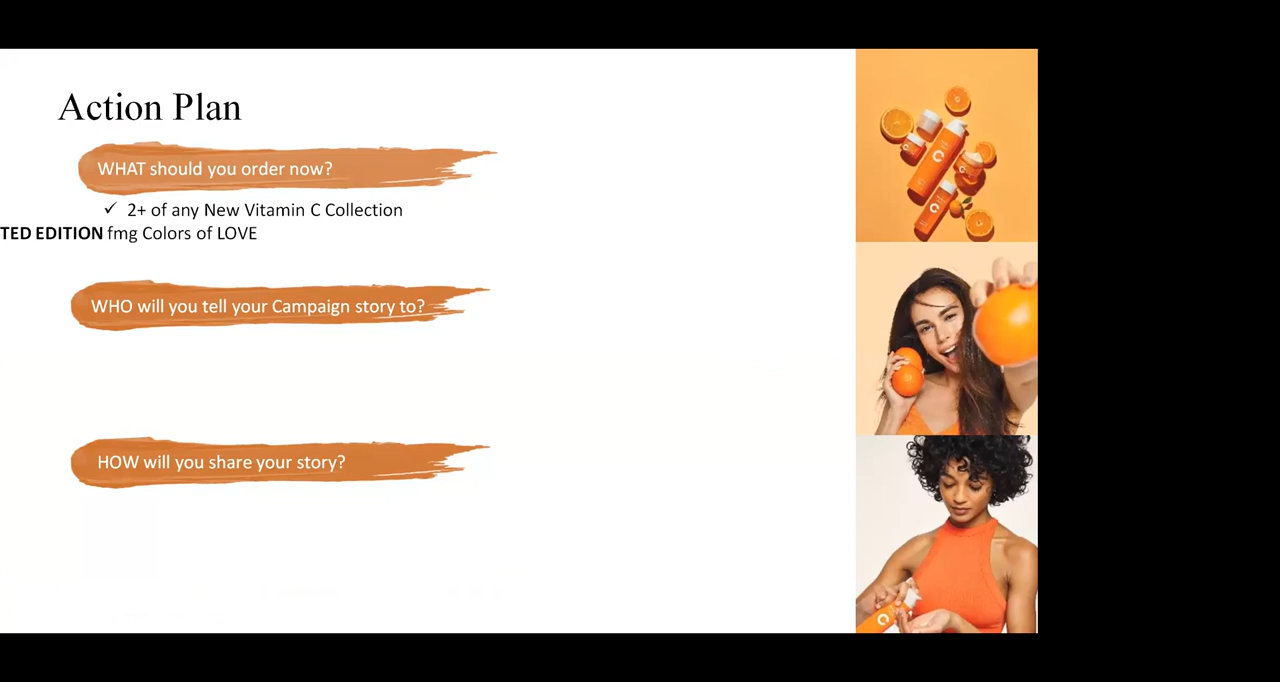 Action Plan
WHAT should you order now?
✓ 2+ of any New Vitamin C Collection
TED EDITION fmg Colors of LOVE
WHO will you tell your Campaign story to?
HOW will you share your story?